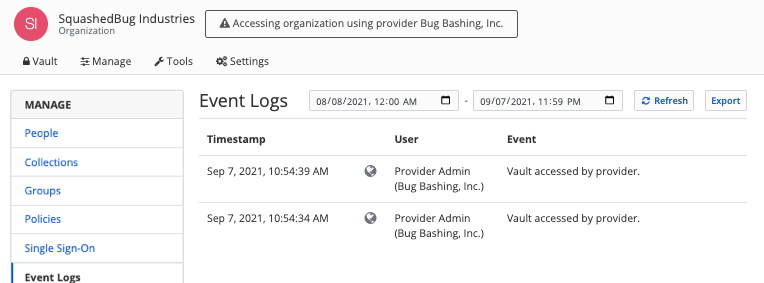 SI
SquashedBug Industries
Organization
Accessing organization using provider Bug Bashing, Inc.
Vault Manage Tools Settings
MANAGE
People
Collections
Groups
Policies
Single Sign-On
Event Logs
Event Logs 08/08/2021, 12:00 AM - 09/07/2021, 11:59 PM Refresh Export
Timestamp User Event
Sep 7, 2021, 10:54:39 AM Provider Admin Vault accessed by provider.
(Bug Bashing, Inc.)
Sep 7, 2021, 10:54:34 AM Provider Admin Vault accessed by provider.
(Bug Bashing, Inc.)